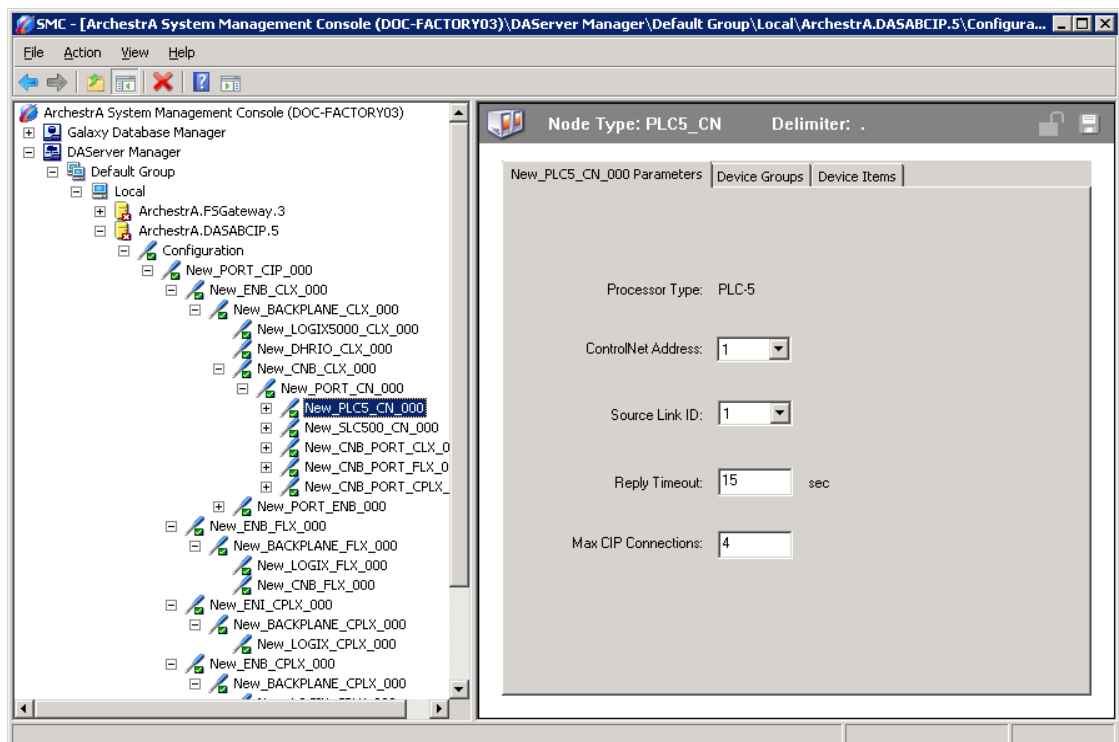 SMC - [ArchestrA System Management Console (DOC-FACTORY03)\DAServer Manager\Default Group\Local\ArchestrA.DASABCIP.5\Configura...
File Action View Help
ArchestrA System Management Console (DOC-FACTORY03)
Galaxy Database Manager
DAServer Manager
Default Group
Local
ArchestrA.FSGateway.3
ArchestrA.DASABCIP.5
Configuration
New_PORT_CIP_000
New_ENB_CLX_000
New_BACKPLANE_CLX_000
New_LOGIX5000_CLX_000
New_DHRIO_CLX_000
New_CNB_CLX_000
New_PORT_CN_000
New_PLC5_CN_000
New_SLC500_CN_000
New_CNB_PORT_CLX_0
New_CNB_PORT_FLX_0
New_CNB_PORT_CPLX_
New_PORT_ENB_000
New_ENB_FLX_000
New_BACKPLANE_FLX_000
New_LOGIX_FLX_000
New_CNB_FLX_000
New_ENI_CPLX_000
New_BACKPLANE_CPLX_000
New_LOGIX_CPLX_000
New_ENB_CPLX_000
New_BACKPLANE_CPLX_000
Node Type: PLC5_CN Delimiter: .
New_PLC5_CN_000 Parameters Device Groups Device Items
Processor Type: PLC-5
ControlNet Address: 1
Source Link ID: 1
Reply Timeout: 15 sec
Max CIP Connections: 4